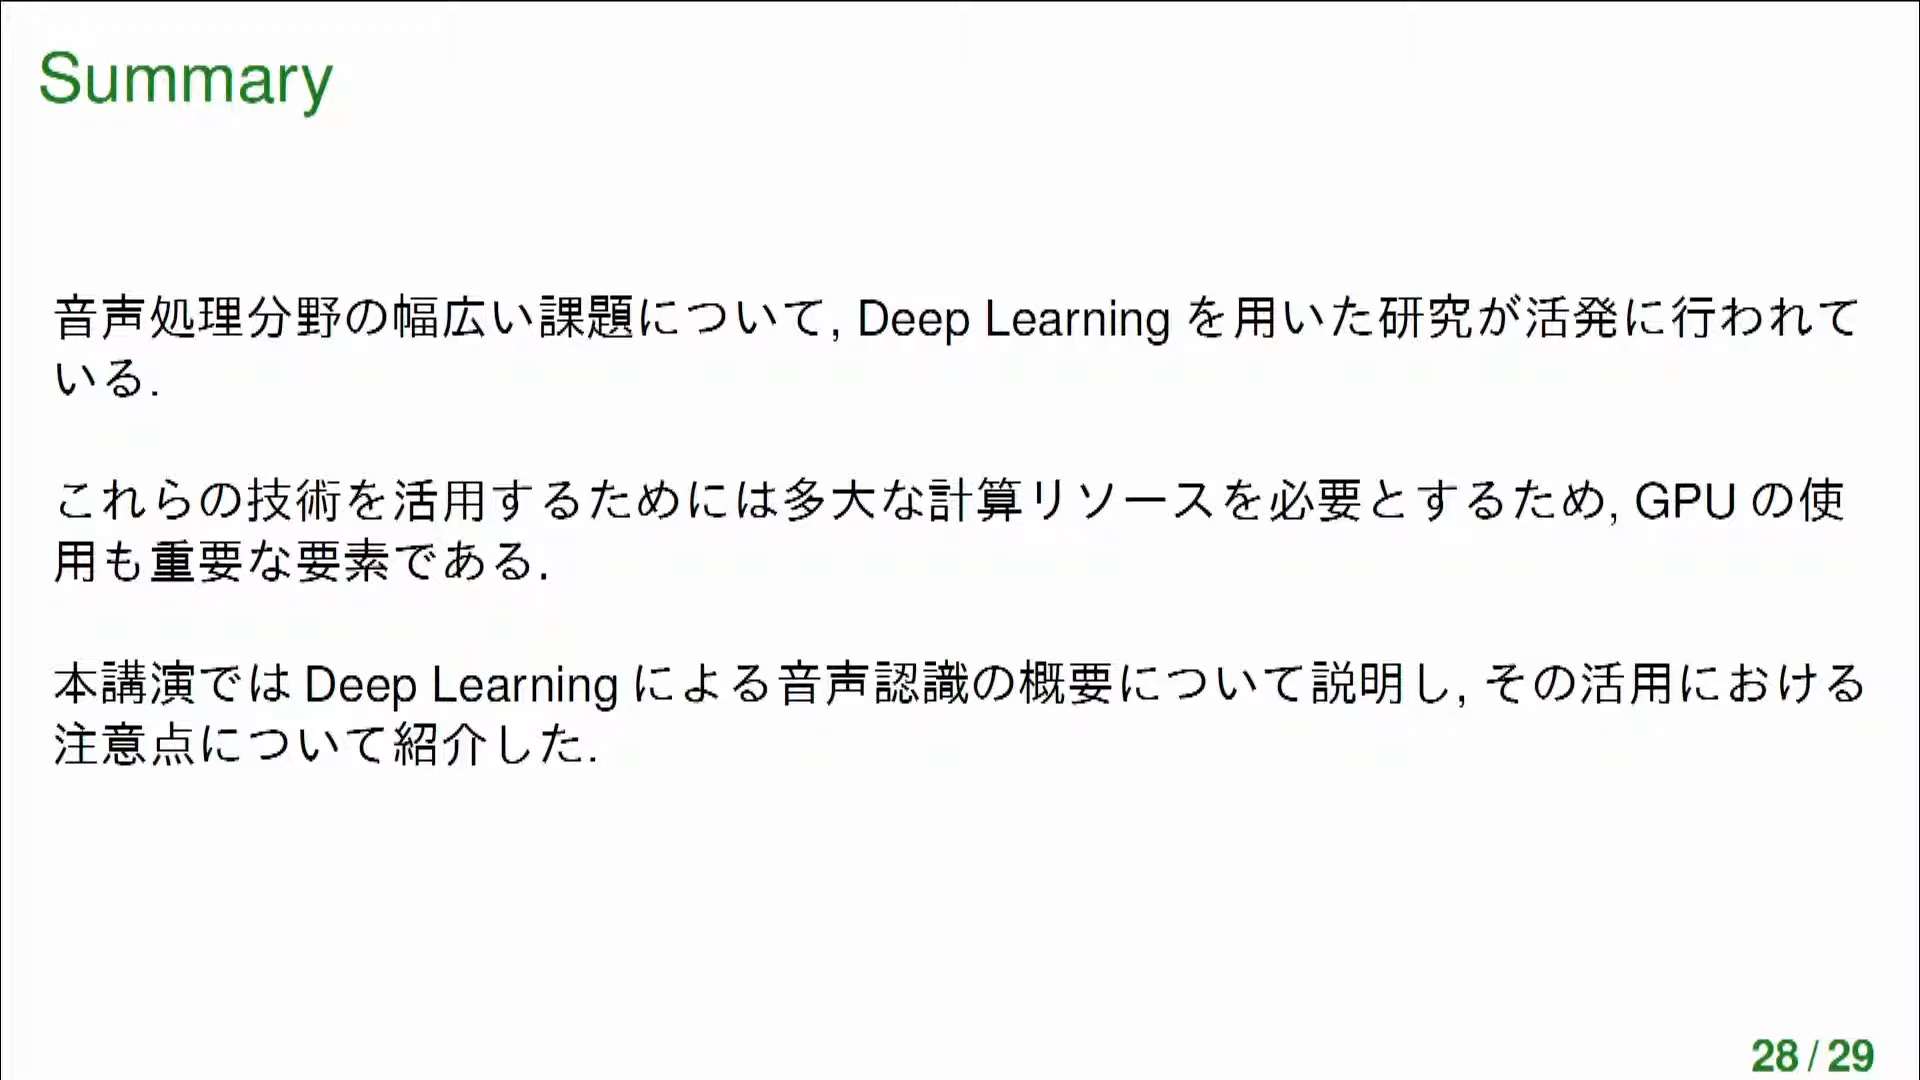 Summary
音声処理分野の幅広い課題について, Deep Learning を用いた研究が活発に行われて
いる.
これらの技術を活用するためには多大な計算リソースを必要とするため, GPU の使
用も重要な要素である.
本講演では Deep Learning による音声認識の概要について説明し, その活用における
注意点について紹介した.
28 / 29